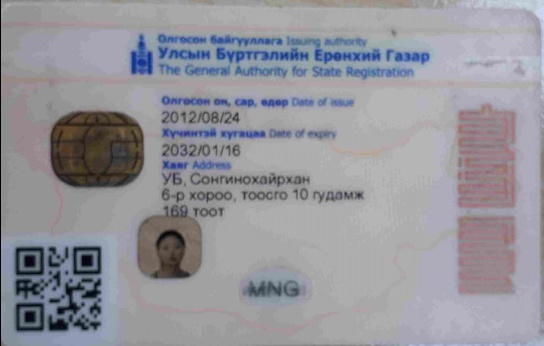 Олгосон байгууллага Issuing authority
Улсын Бүртгэлийн Ерөнхий Газар
The General Authority for State Registration
Олгосон он, сар, өдөр Date of issue
2012/08/24
Хүчинтэй хугацаа Date of expiry
2032/01/16
Хаяг Address
УБ, Сонгинохайрхан
6-р хороо, тоосго 10 гудамж
169 тоот
MNG